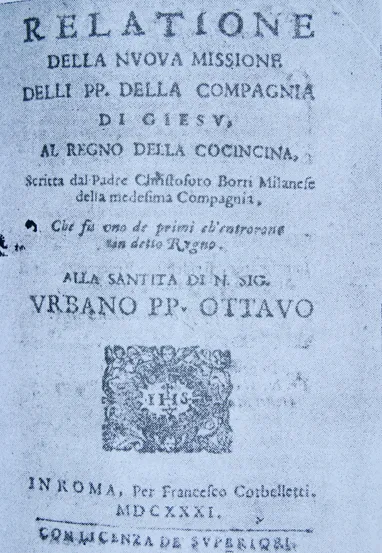 RELATIONE
DELLA NVOVA MISSIONE
DELLI PP. DELLA COMPAGNIA
DI GIESV,
AL REGNO DELLA COCINCINA,
Scritta dal Padre Christoforo Borri Milanese
della medesima Compagnia,
Che fu vno de primi ch'entrorono
in detto Regno.
ALLA SANTITA DI N. SIG.
VRBANO PP. OTTAVO
IHS
IN ROMA, Per Francesco Corbelletti.
MDCXXXI.
CON LICENZA DE SVPERIORI.